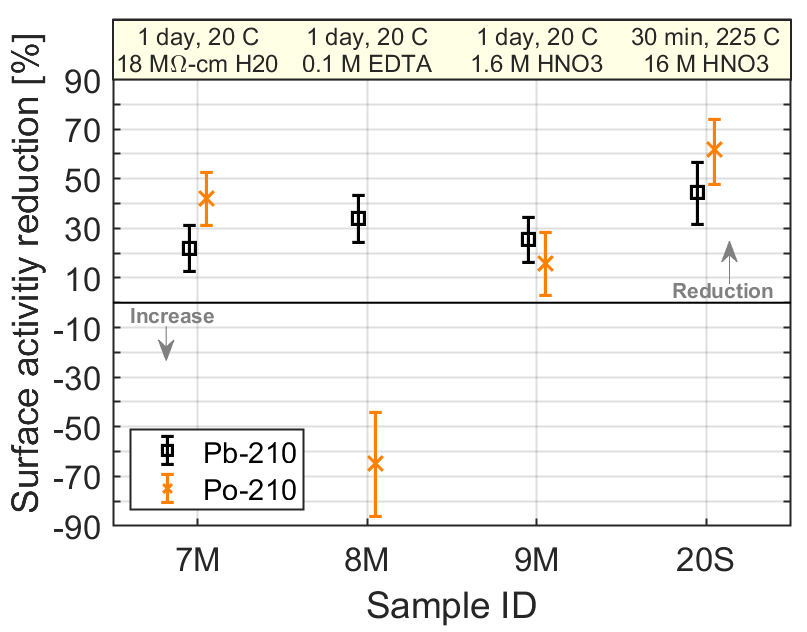 1 day, 20 C 1 day, 20 C 1 day, 20 C 30 min, 225 C
18 MΩ-cm H20 0.1 M EDTA 1.6 M HNO3 16 M HNO3
Surface activitiy reduction [%]
90
70
50
30
10
-10
-30
-50
-70
-90
Reduction
Increase
Pb-210
Po-210
7M 8M 9M 20S
Sample ID